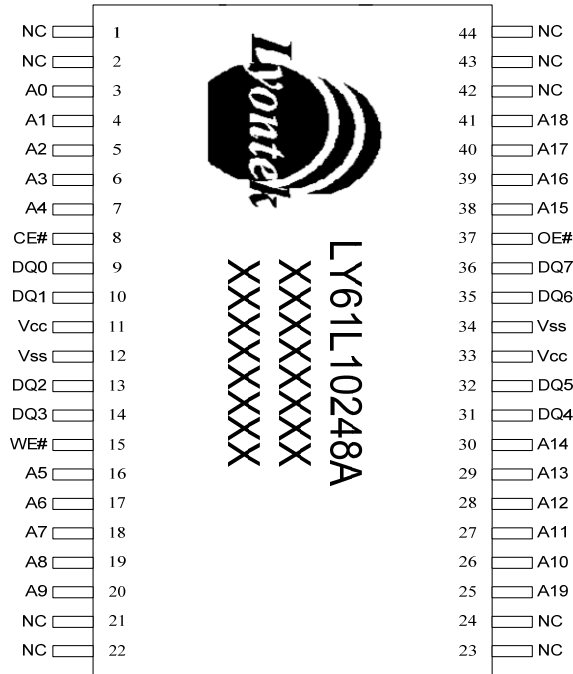 NC 1 44 NC
NC 2 43 NC
A0 3 42 NC
A1 4 41 A18
A2 5 40 A17
A3 6 39 A16
A4 7 38 A15
CE# 8 37 OE#
DQ0 9 36 DQ7
DQ1 10 35 DQ6
Vcc 11 34 Vss
Vss 12 33 Vcc
DQ2 13 32 DQ5
DQ3 14 31 DQ4
WE# 15 30 A14
A5 16 29 A13
A6 17 28 A12
A7 18 27 A11
A8 19 26 A10
A9 20 25 A19
NC 21 24 NC
NC 22 23 NC
Lyontek
LY61L10248A
XXXXXXXX
XXXXXXXX